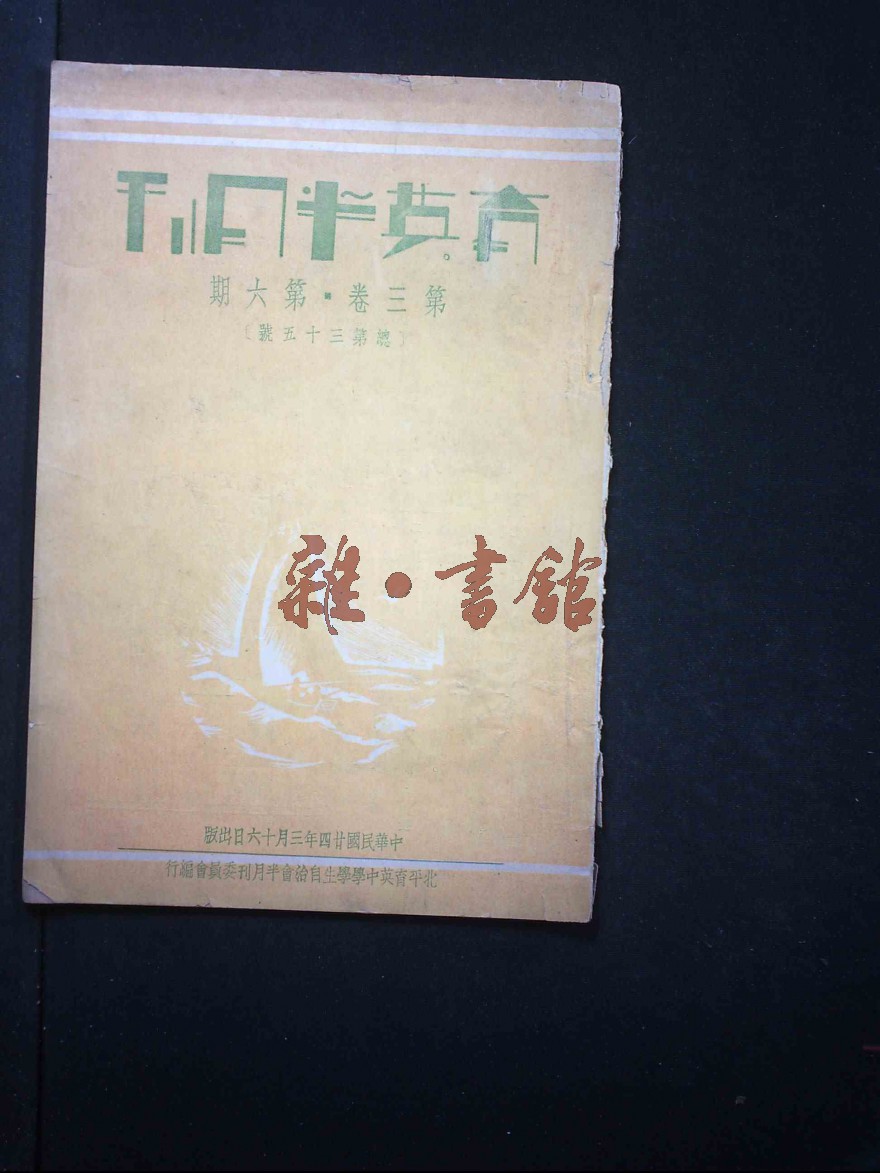 育英半月刊
第三卷·第六期
〔總第三十五號〕
雜·書館
中華民國廿四年三月十六日出版
北平育英中學學生自治會半月刊委員會編行